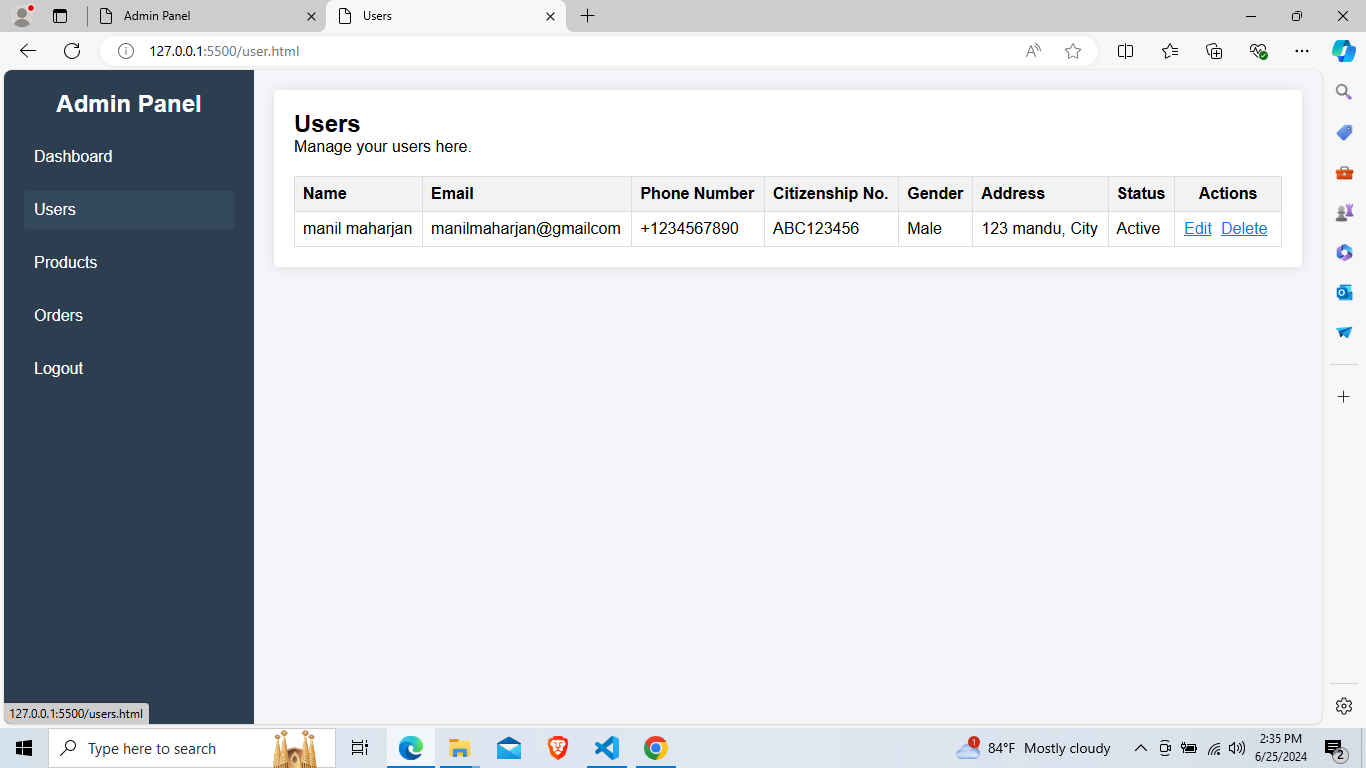 Admin Panel
Users
127.0.0.1:5500/user.html
Admin Panel
Dashboard
Users
Products
Orders
Logout
Users
Manage your users here.
Name Email Phone Number Citizenship No. Gender Address Status Actions
manil maharjan manilmaharjan@gmailcom +1234567890 ABC123456 Male 123 mandu, City Active Edit Delete
127.0.0.1:5500/users.html
Type here to search
1
84°F Mostly cloudy
2:35 PM
6/25/2024
2